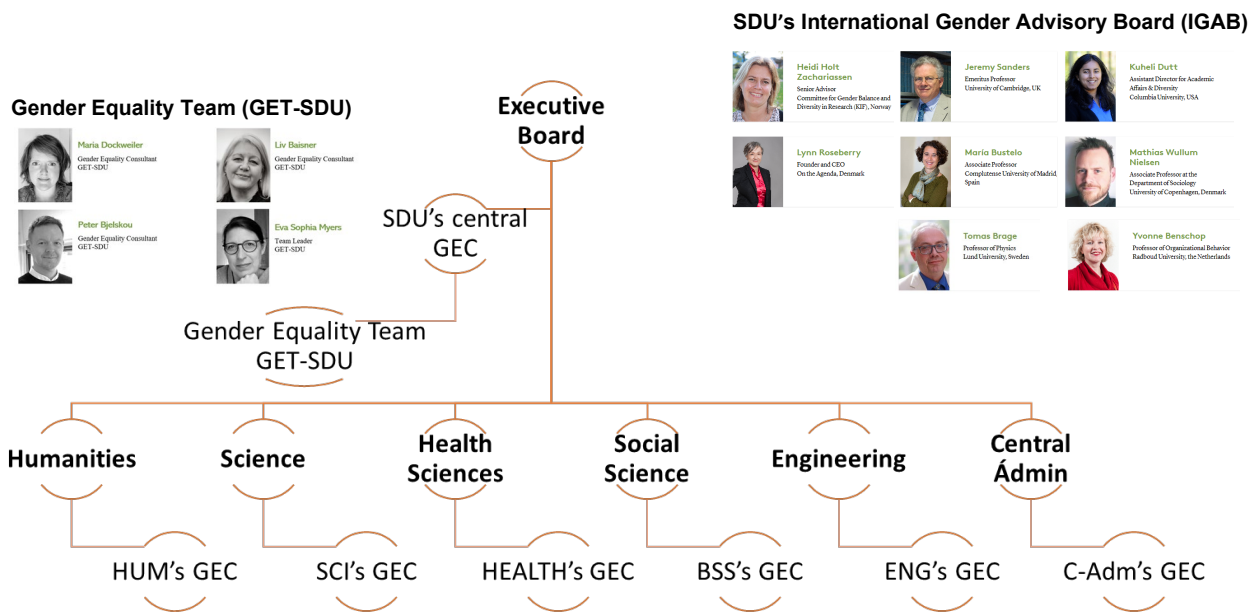 SDU's International Gender Advisory Board (IGAB)
Heidi Holt
Zachariassen
Senior Advisor
Committee for Gender Balance and
Diversity in Research (KIF), Norway
Jeremy Sanders
Emeritus Professor
University of Cambridge, UK
Kuheli Dutt
Assistant Director for Academic
Affairs & Diversity
Columbia University, USA
Lynn Roseberry
Founder and CEO
On the Agenda, Denmark
Maria Bustelo
Associate Professor
Complutense University of Madrid,
Spain
Mathias Wullum
Nielsen
Associate Professor at the
Department of Sociology
University of Copenhagen, Denmark
Tomas Brage
Professor of Physics
Lund University, Sweden
Yvonne Benschop
Professor of Organizational Behavior
Radboud University, the Netherlands
Gender Equality Team (GET-SDU)
Maria Dockweiler
Gender Equality Consultant
GET-SDU
Liv Baisner
Gender Equality Consultant
GET-SDU
Peter Bjelskou
Gender Equality Consultant
GET-SDU
Eva Sophia Myers
Team Leader
GET-SDU
Executive
Board
SDU's central
GEC
Gender Equality Team
GET-SDU
Humanities
Science
Health
Sciences
Social
Science
Engineering
Central
Ádmin
HUM's GEC
SCI's GEC
HEALTH's GEC
BSS's GEC
ENG's GEC
C-Adm's GEC